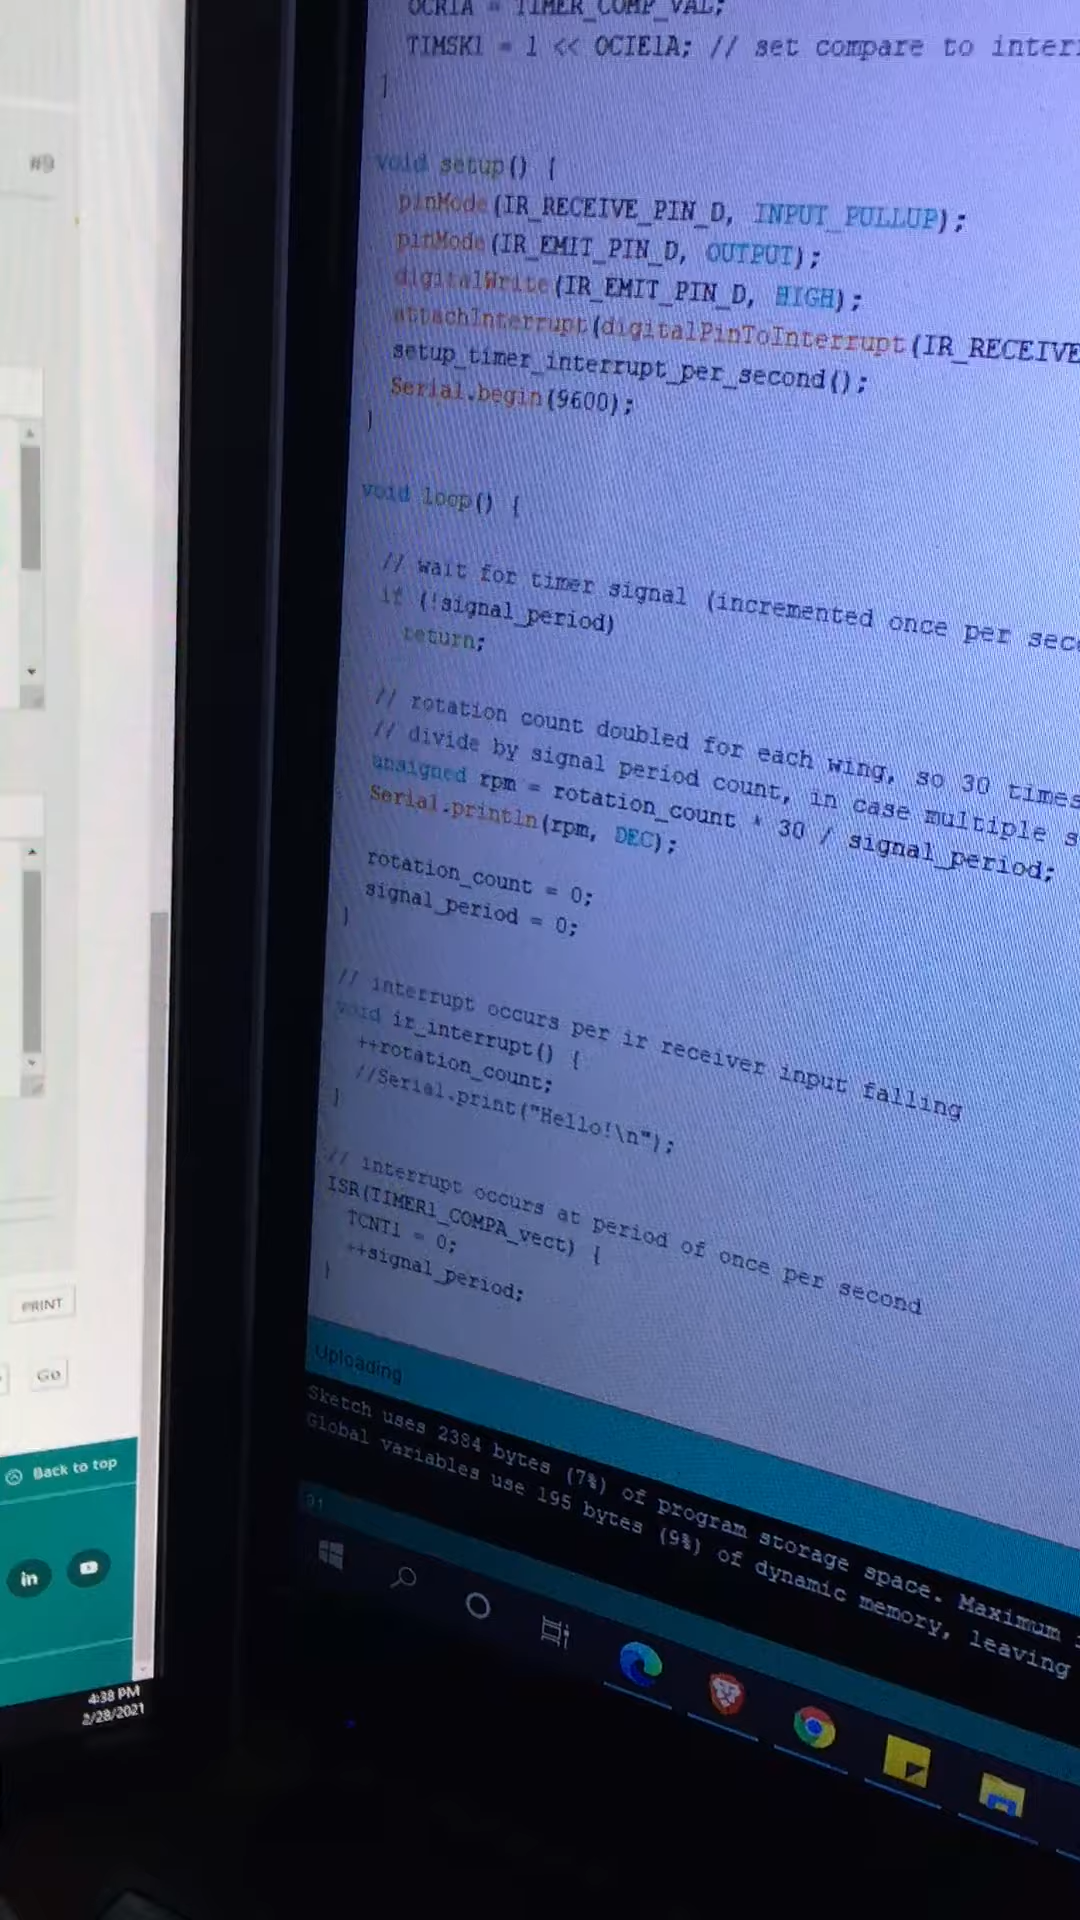 #9
PRINT
Go
Back to top
in
4:38 PM
2/28/2021
OCR1A = TIMER_COMP_VAL;
TIMSK1 = 1 << OCIE1A; // set compare to
}
void setup() {
pinMode(IR_RECEIVE_PIN_D, INPUT_PULLUP);
pinMode(IR_EMIT_PIN_D, OUTPUT);
digitalWrite(IR_EMIT_PIN_D, HIGH);
attachInterrupt(digitalPinToInterrupt(IR_RECEIVE
setup_timer_interrupt_per_second();
Serial.begin(9600);
}
void loop() {
// wait for timer signal (incremented once per
if (!signal_period)
return;
// rotation count doubled for each wing, so 30 times
// divide by signal period count, in case multiple
unsigned rpm = rotation_count * 30 / signal_period;
Serial.println(rpm, DEC);
rotation_count = 0;
signal_period = 0;
}
// interrupt occurs per ir receiver input falling
void ir_interrupt() {
++rotation_count;
//Serial.print("Hello!\n");
}
// interrupt occurs at period of once per second
ISR(TIMER1_COMPA_vect) {
TCNT1 = 0;
++signal_period;
}
Uploading
Sketch uses 2384 bytes (7%) of program storage space. Maximum
Global variables use 195 bytes (9%) of dynamic memory, leaving